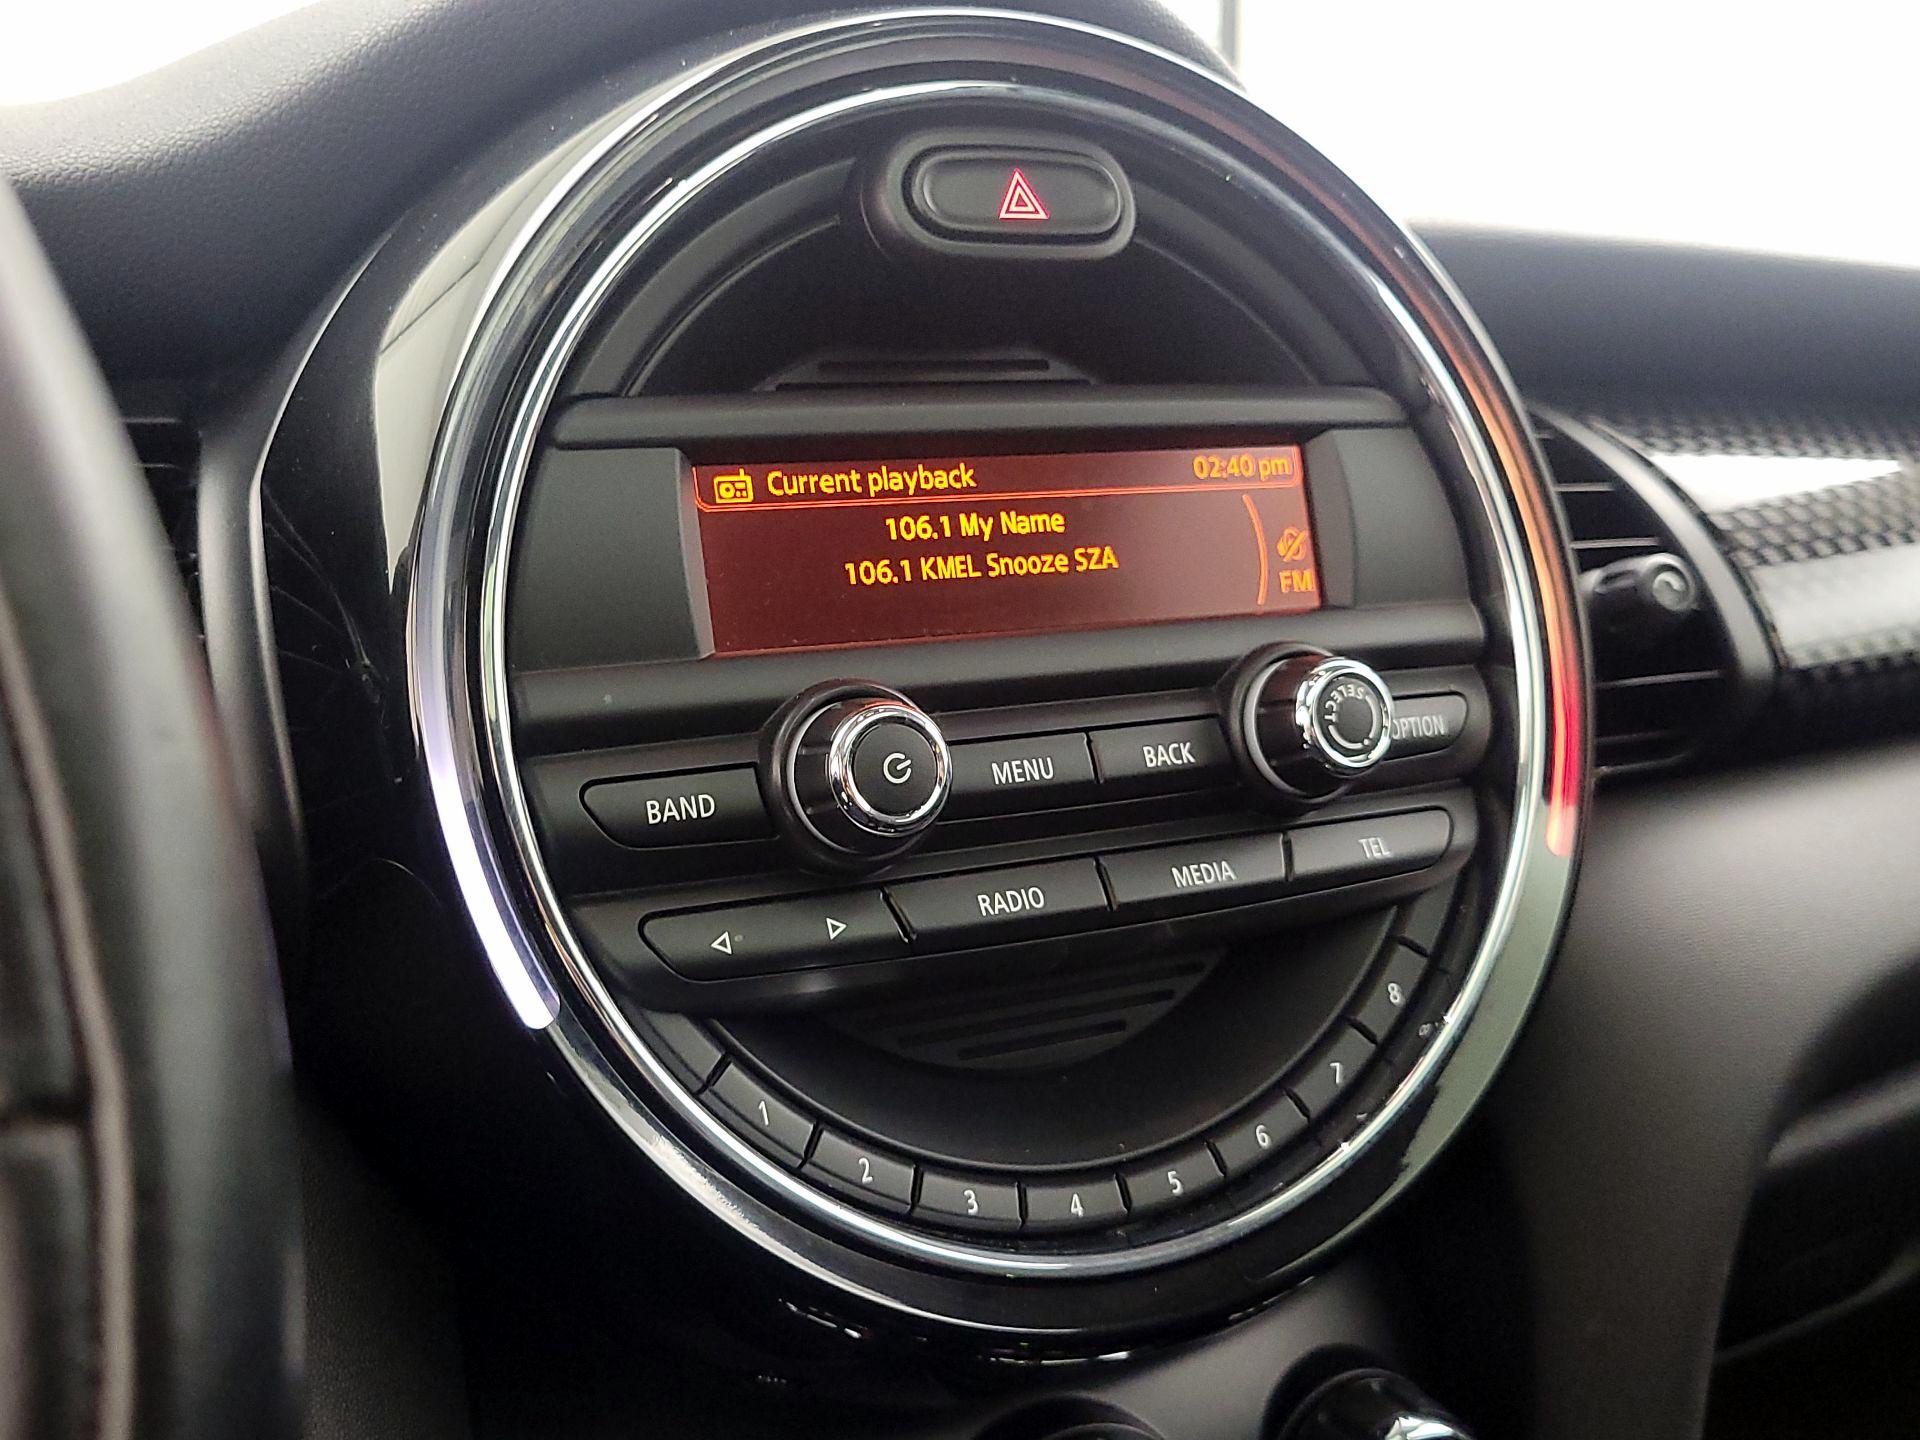 Current playback 02:40 pm
106.1 My Name
106.1 KMEL Snooze SZA
FM
SELECT
BAND MENU BACK OPTION
RADIO MEDIA TEL
1 2 3 4 5 6 7 8